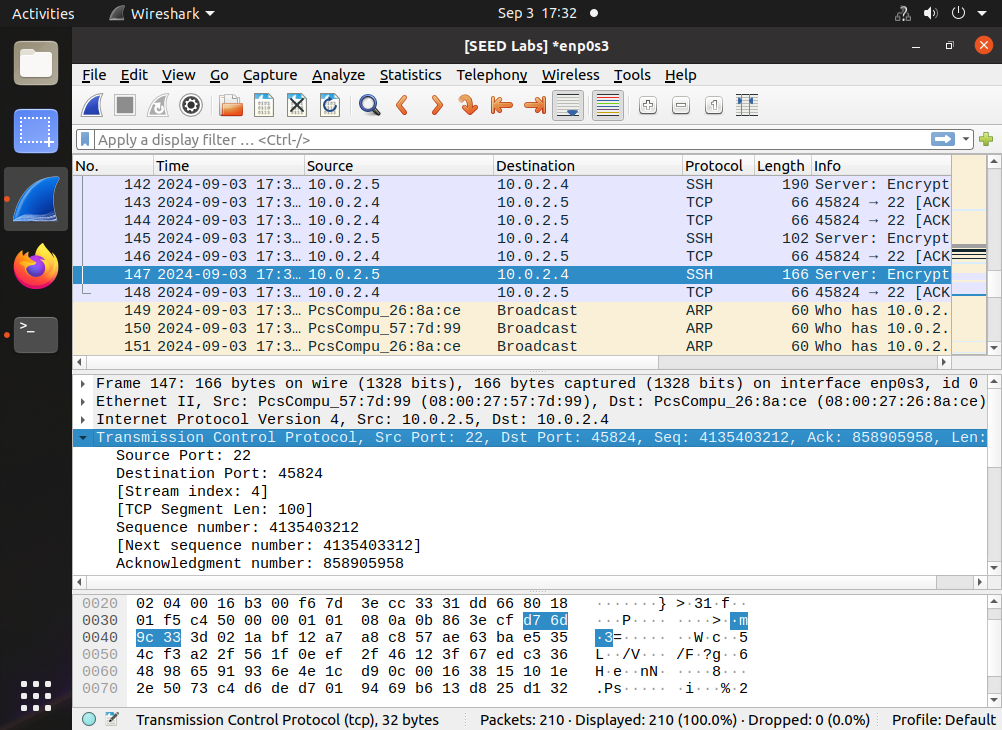 Activities Wireshark Sep 3 17:32
[SEED Labs] *enp0s3
File Edit View Go Capture Analyze Statistics Telephony Wireless Tools Help
Apply a display filter … <Ctrl-/>
No. Time Source Destination Protocol Length Info
142 2024-09-03 17:3… 10.0.2.5 10.0.2.4 SSH 190 Server: Encrypt
143 2024-09-03 17:3… 10.0.2.4 10.0.2.5 TCP 66 45824 → 22 [ACK
144 2024-09-03 17:3… 10.0.2.4 10.0.2.5 TCP 66 45824 → 22 [ACK
145 2024-09-03 17:3… 10.0.2.5 10.0.2.4 SSH 102 Server: Encrypt
146 2024-09-03 17:3… 10.0.2.4 10.0.2.5 TCP 66 45824 → 22 [ACK
147 2024-09-03 17:3… 10.0.2.5 10.0.2.4 SSH 166 Server: Encrypt
148 2024-09-03 17:3… 10.0.2.4 10.0.2.5 TCP 66 45824 → 22 [ACK
149 2024-09-03 17:3… PcsCompu_26:8a:ce Broadcast ARP 60 Who has 10.0.2.
150 2024-09-03 17:3… PcsCompu_57:7d:99 Broadcast ARP 60 Who has 10.0.2.
151 2024-09-03 17:3… PcsCompu_26:8a:ce Broadcast ARP 60 Who has 10.0.2.
Frame 147: 166 bytes on wire (1328 bits), 166 bytes captured (1328 bits) on interface enp0s3, id 0
Ethernet II, Src: PcsCompu_57:7d:99 (08:00:27:57:7d:99), Dst: PcsCompu_26:8a:ce (08:00:27:26:8a:ce)
Internet Protocol Version 4, Src: 10.0.2.5, Dst: 10.0.2.4
Transmission Control Protocol, Src Port: 22, Dst Port: 45824, Seq: 4135403212, Ack: 858905958, Len:
Source Port: 22
Destination Port: 45824
[Stream index: 4]
[TCP Segment Len: 100]
Sequence number: 4135403212
[Next sequence number: 4135403312]
Acknowledgment number: 858905958
0020 02 04 00 16 b3 00 f6 7d 3e cc 33 31 dd 66 80 18 ·······} >·31·f··
0030 01 f5 c4 50 00 00 01 01 08 0a 0b 86 3e cf d7 6d ···P···· ····>··m
0040 9c 33 3d 02 1a bf 12 a7 a8 c8 57 ae 63 ba e5 35 ·3=····· ··W·c··5
0050 4c f3 a2 2f 56 1f 0e ef 2f 46 12 3f 67 ed c3 36 L··/V··· /F·?g··6
0060 48 98 65 91 93 6e 4e 1c d9 0c 00 16 38 15 10 1e H·e··nN· ····8···
0070 2e 50 73 c4 d6 de d7 01 94 69 b6 13 d8 25 d1 32 .Ps····· ·i···%·2
Transmission Control Protocol (tcp), 32 bytes Packets: 210 · Displayed: 210 (100.0%) · Dropped: 0 (0.0%) Profile: Default